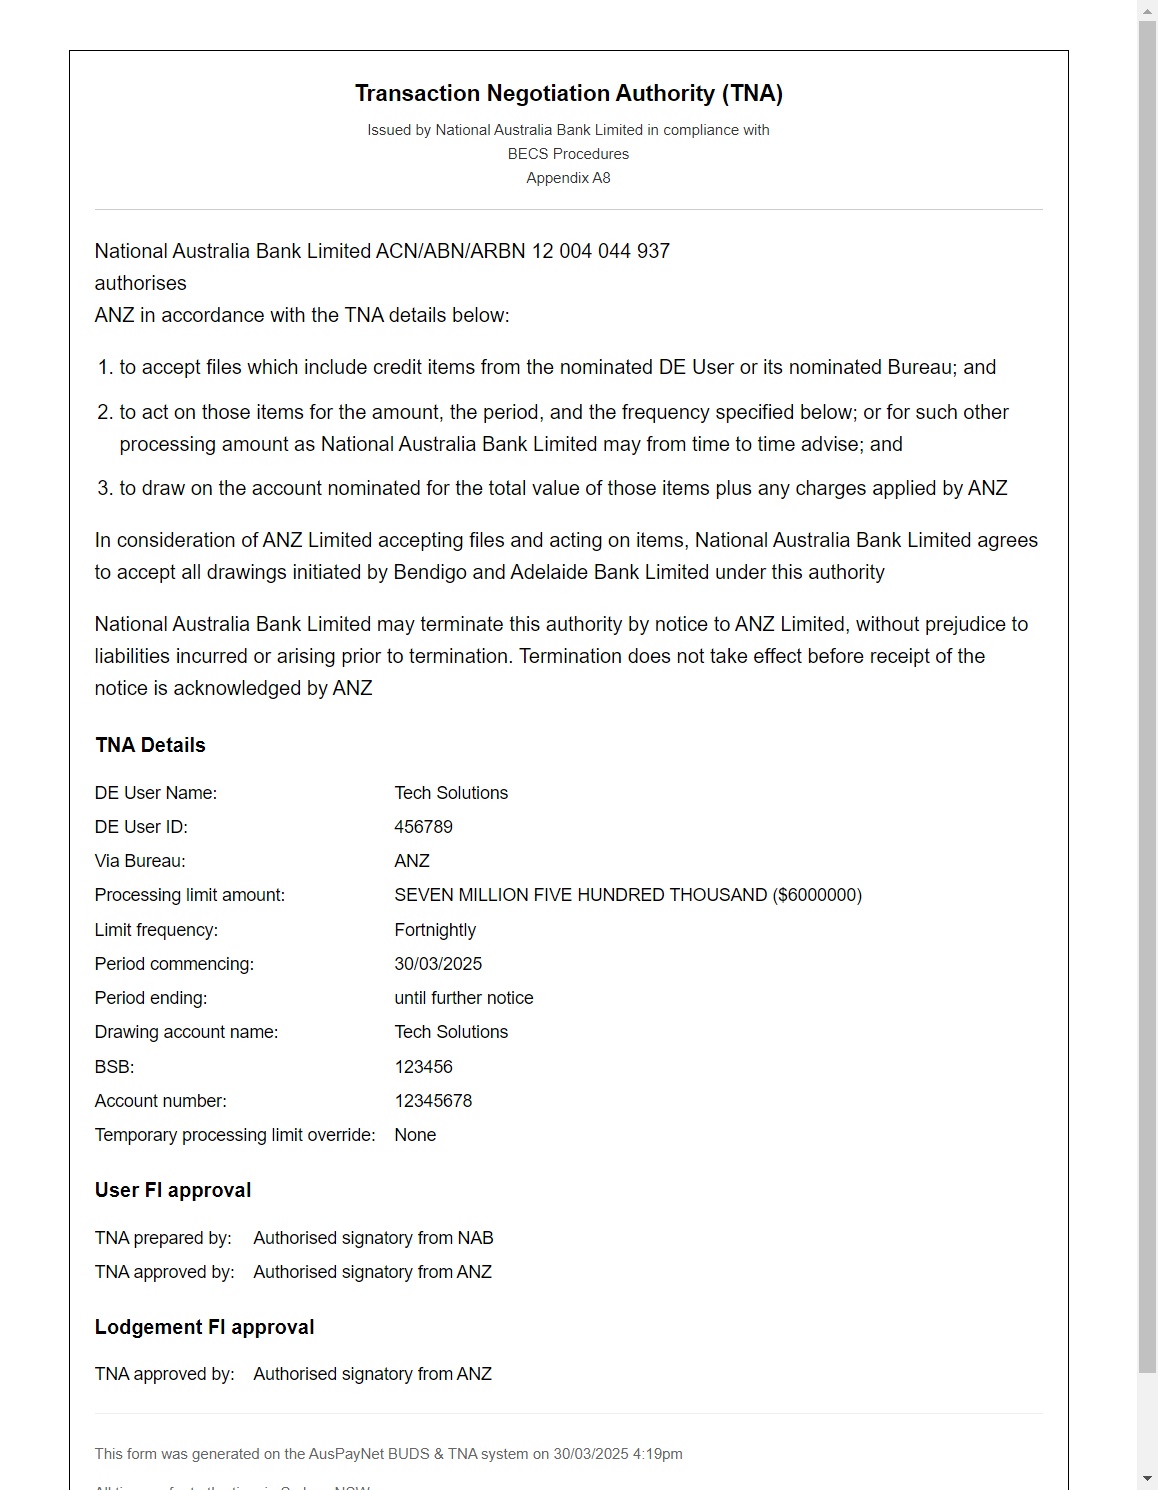 Transaction Negotiation Authority (TNA)
Issued by National Australia Bank Limited in compliance with
BECS Procedures
Appendix A8
National Australia Bank Limited ACN/ABN/ARBN 12 004 044 937
authorises
ANZ in accordance with the TNA details below:
1. to accept files which include credit items from the nominated DE User or its nominated Bureau; and
2. to act on those items for the amount, the period, and the frequency specified below; or for such other
processing amount as National Australia Bank Limited may from time to time advise; and
3. to draw on the account nominated for the total value of those items plus any charges applied by ANZ
In consideration of ANZ Limited accepting files and acting on items, National Australia Bank Limited agrees
to accept all drawings initiated by Bendigo and Adelaide Bank Limited under this authority
National Australia Bank Limited may terminate this authority by notice to ANZ Limited, without prejudice to
liabilities incurred or arising prior to termination. Termination does not take effect before receipt of the
notice is acknowledged by ANZ
TNA Details
DE User Name: Tech Solutions
DE User ID: 456789
Via Bureau: ANZ
Processing limit amount: SEVEN MILLION FIVE HUNDRED THOUSAND ($6000000)
Limit frequency: Fortnightly
Period commencing: 30/03/2025
Period ending: until further notice
Drawing account name: Tech Solutions
BSB: 123456
Account number: 12345678
Temporary processing limit override: None
User FI approval
TNA prepared by: Authorised signatory from NAB
TNA approved by: Authorised signatory from ANZ
Lodgement FI approval
TNA approved by: Authorised signatory from ANZ
This form was generated on the AusPayNet BUDS & TNA system on 30/03/2025 4:19pm